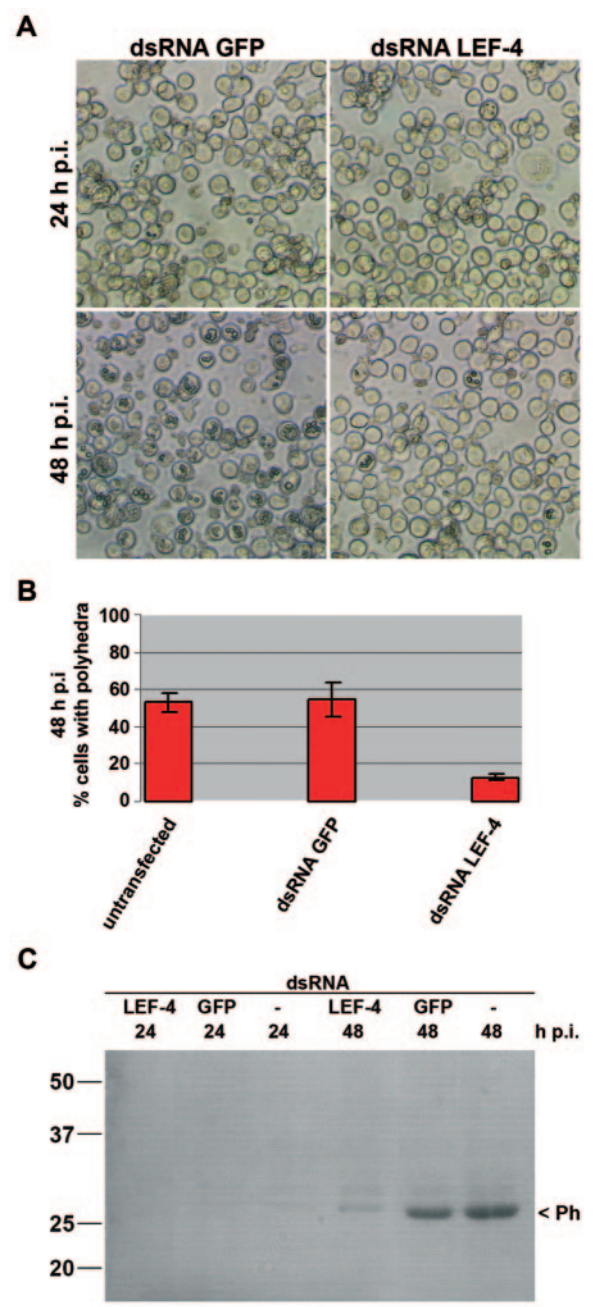 A
dsRNA GFP dsRNA LEF-4
24 h p.i.
48 h p.i.
B
48 h p.i
% cells with polyhedra
100
80
60
40
20
0
untransfected
dsRNA GFP
dsRNA LEF-4
C
dsRNA
LEF-4 GFP - LEF-4 GFP -
24 24 24 48 48 48 h p.i.
50
37
25
20
< Ph